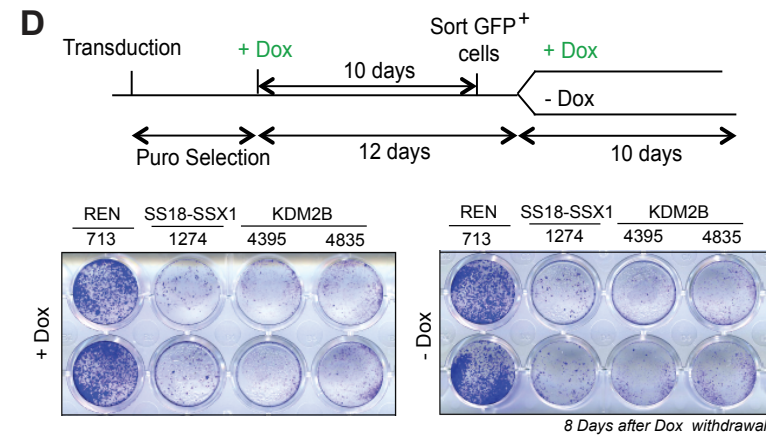 D
Transduction
+ Dox
Sort GFP+
cells
10 days
+ Dox
- Dox
Puro Selection
12 days
10 days
REN
SS18-SSX1
KDM2B
713
1274
4395
4835
+ Dox
REN
SS18-SSX1
KDM2B
713
1274
4395
4835
- Dox
8 Days after Dox withdrawal